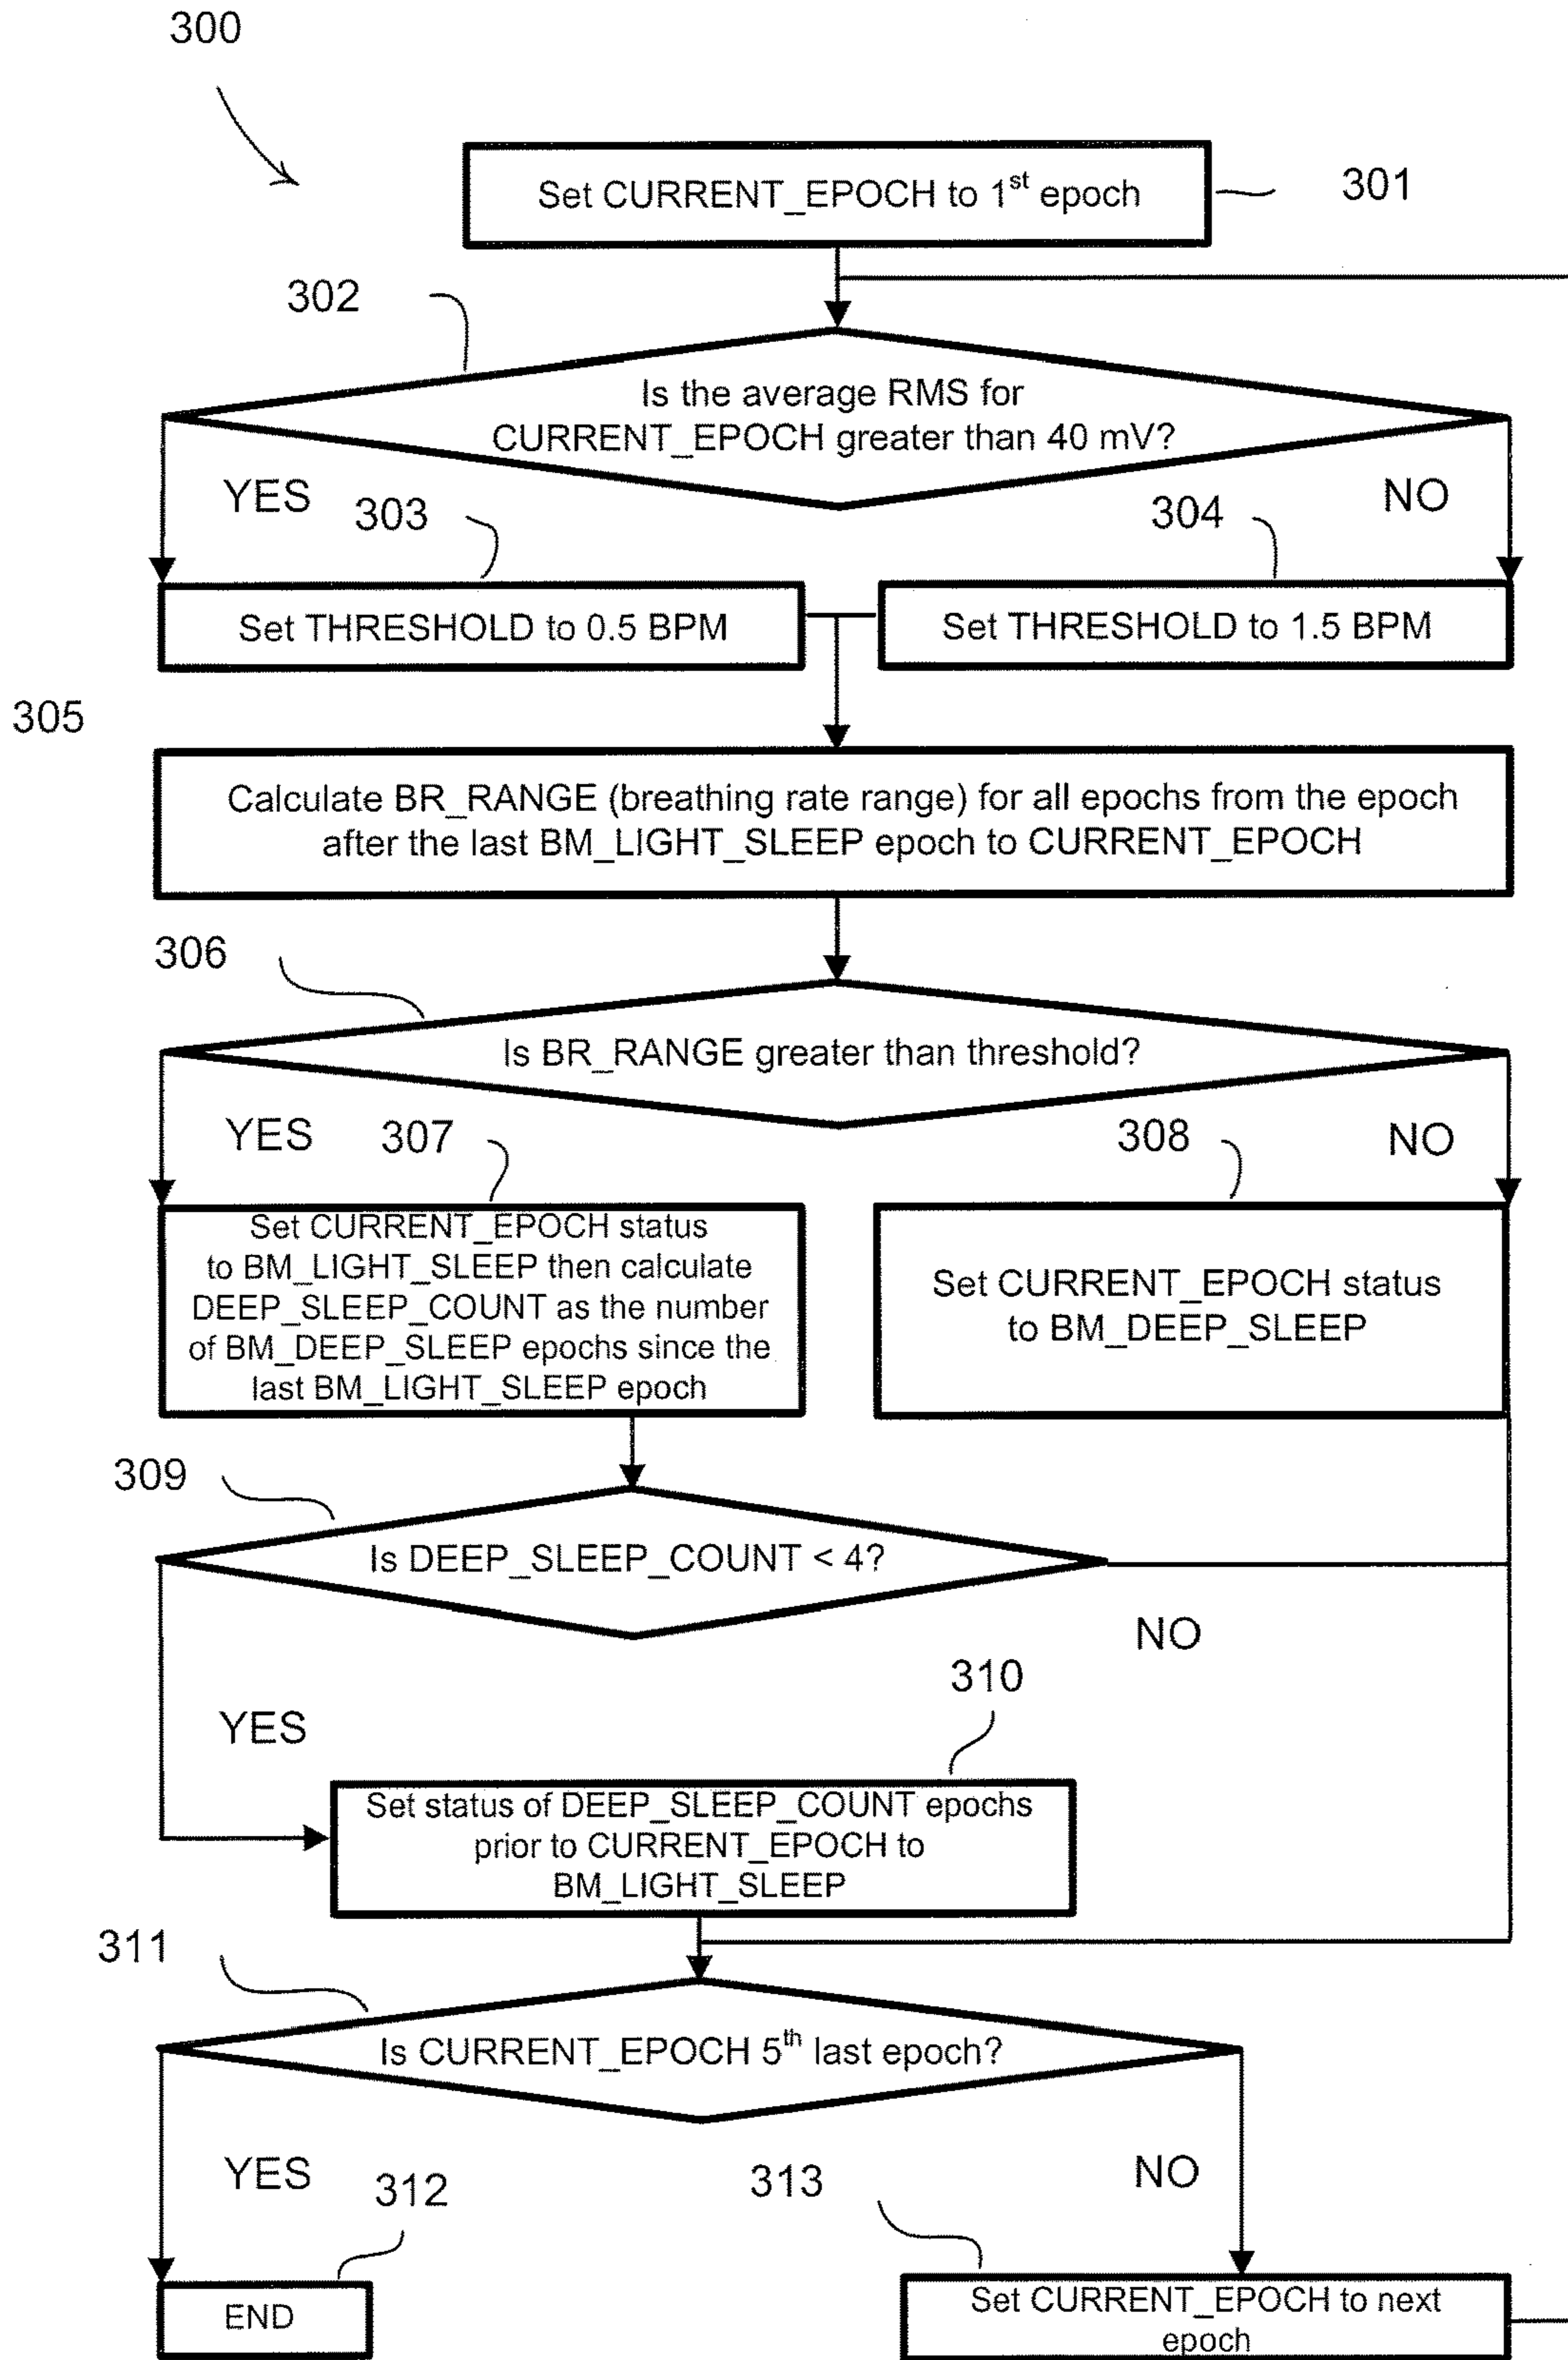 300
Set CURRENT_EPOCH to 1st epoch
301
302
Is the average RMS for
CURRENT_EPOCH greater than 40 mV?
YES
NO
303
304
Set THRESHOLD to 0.5 BPM
Set THRESHOLD to 1.5 BPM
305
Calculate BR_RANGE (breathing rate range) for all epochs from the epoch
after the last BM_LIGHT_SLEEP epoch to CURRENT_EPOCH
306
Is BR_RANGE greater than threshold?
YES
307
308
NO
Set CURRENT_EPOCH status
to BM_LIGHT_SLEEP then calculate
DEEP_SLEEP_COUNT as the number
of BM_DEEP_SLEEP epochs since the
last BM_LIGHT_SLEEP epoch
Set CURRENT_EPOCH status
to BM_DEEP_SLEEP
309
Is DEEP_SLEEP_COUNT < 4?
NO
310
YES
Set status of DEEP_SLEEP_COUNT epochs
prior to CURRENT_EPOCH to
BM_LIGHT_SLEEP
311
Is CURRENT_EPOCH 5th last epoch?
YES
312
313
NO
END
Set CURRENT_EPOCH to next
epoch